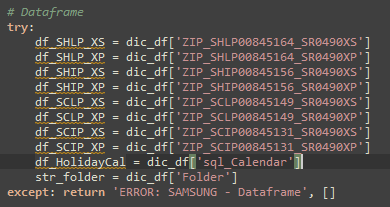 # Dataframe
try:
    df_SHLP_XS = dic_df['ZIP_SHLP00845164_SR0490XS']
    df_SHLP_XP = dic_df['ZIP_SHLP00845164_SR0490XP']
    df_SHIP_XS = dic_df['ZIP_SHIP00845156_SR0490XS']
    df_SHIP_XP = dic_df['ZIP_SHIP00845156_SR0490XP']
    df_SCLP_XS = dic_df['ZIP_SCLP00845149_SR0490XS']
    df_SCLP_XP = dic_df['ZIP_SCLP00845149_SR0490XP']
    df_SCIP_XS = dic_df['ZIP_SCIP00845131_SR0490XS']
    df_SCIP_XP = dic_df['ZIP_SCIP00845131_SR0490XP']
    df_HolidayCal = dic_df['sql_Calendar']
    str_folder = dic_df['Folder']
except: return 'ERROR: SAMSUNG - Dataframe', []